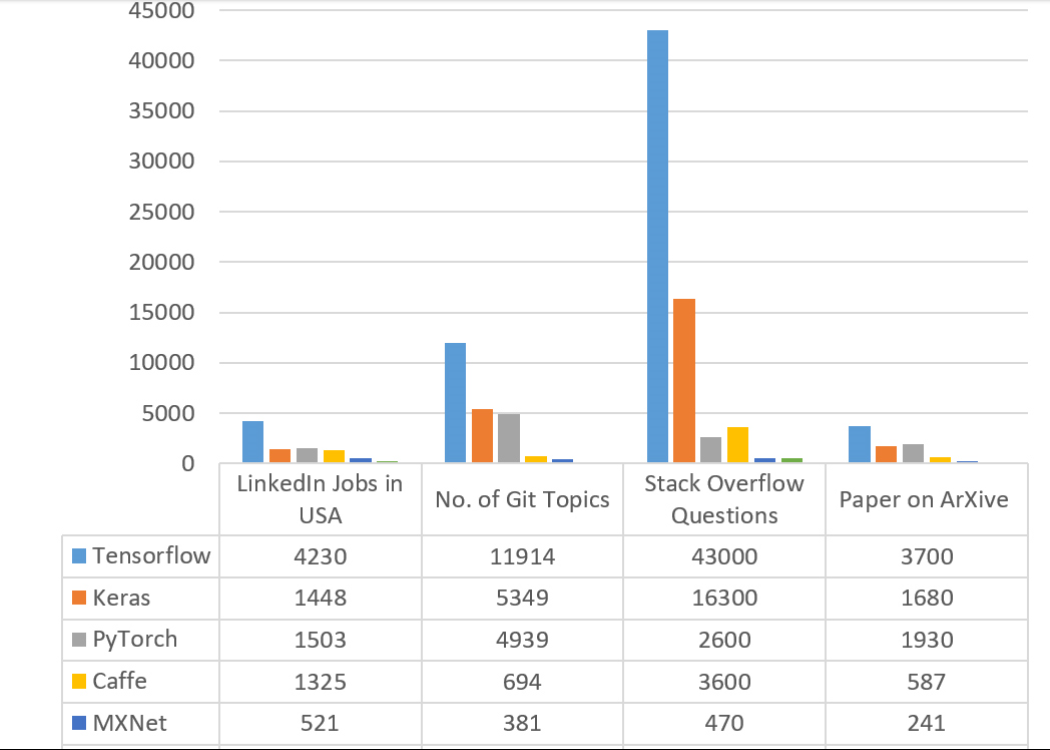 45000
40000
35000
30000
25000
20000
15000
10000
5000
0
LinkedIn Jobs in
USA
No. of Git Topics
Stack Overflow
Questions
Paper on ArXive
Tensorflow 4230 11914 43000 3700
Keras 1448 5349 16300 1680
PyTorch 1503 4939 2600 1930
Caffe 1325 694 3600 587
MXNet 521 381 470 241